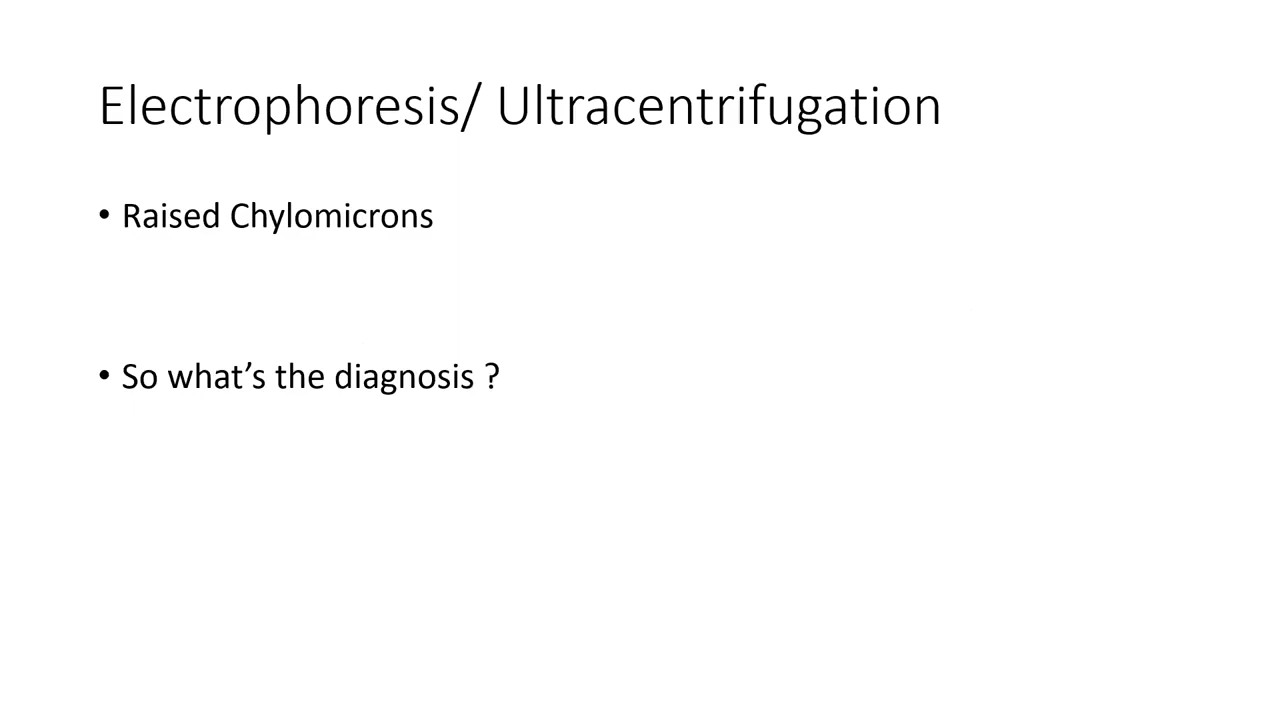 Electrophoresis/ Ultracentrifugation
• Raised Chylomicrons
• So what’s the diagnosis ?